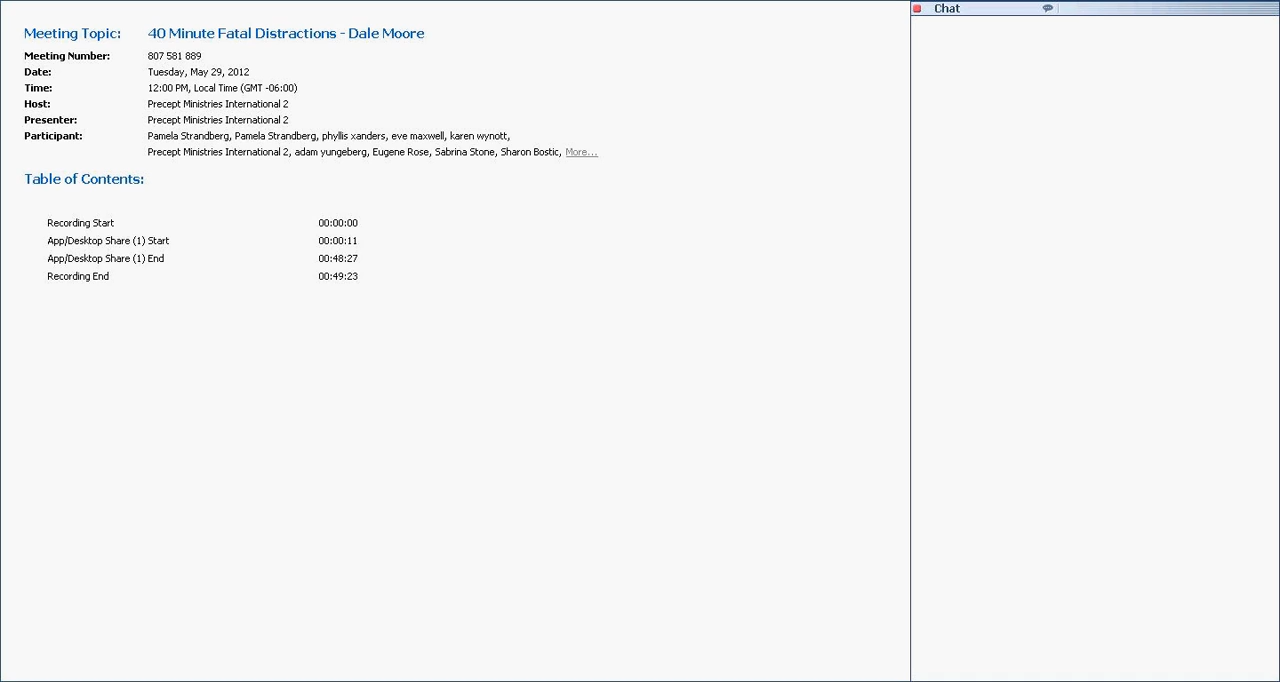 Chat
Meeting Topic: 40 Minute Fatal Distractions - Dale Moore
Meeting Number: 807 581 889
Date: Tuesday, May 29, 2012
Time: 12:00 PM, Local Time (GMT -06:00)
Host: Precept Ministries International 2
Presenter: Precept Ministries International 2
Participant: Pamela Strandberg, Pamela Strandberg, phyllis xanders, eve maxwell, karen wynott,
Precept Ministries International 2, adam yungeberg, Eugene Rose, Sabrina Stone, Sharon Bostic, More...
Table of Contents:
Recording Start 00:00:00
App/Desktop Share (1) Start 00:00:11
App/Desktop Share (1) End 00:48:27
Recording End 00:49:23